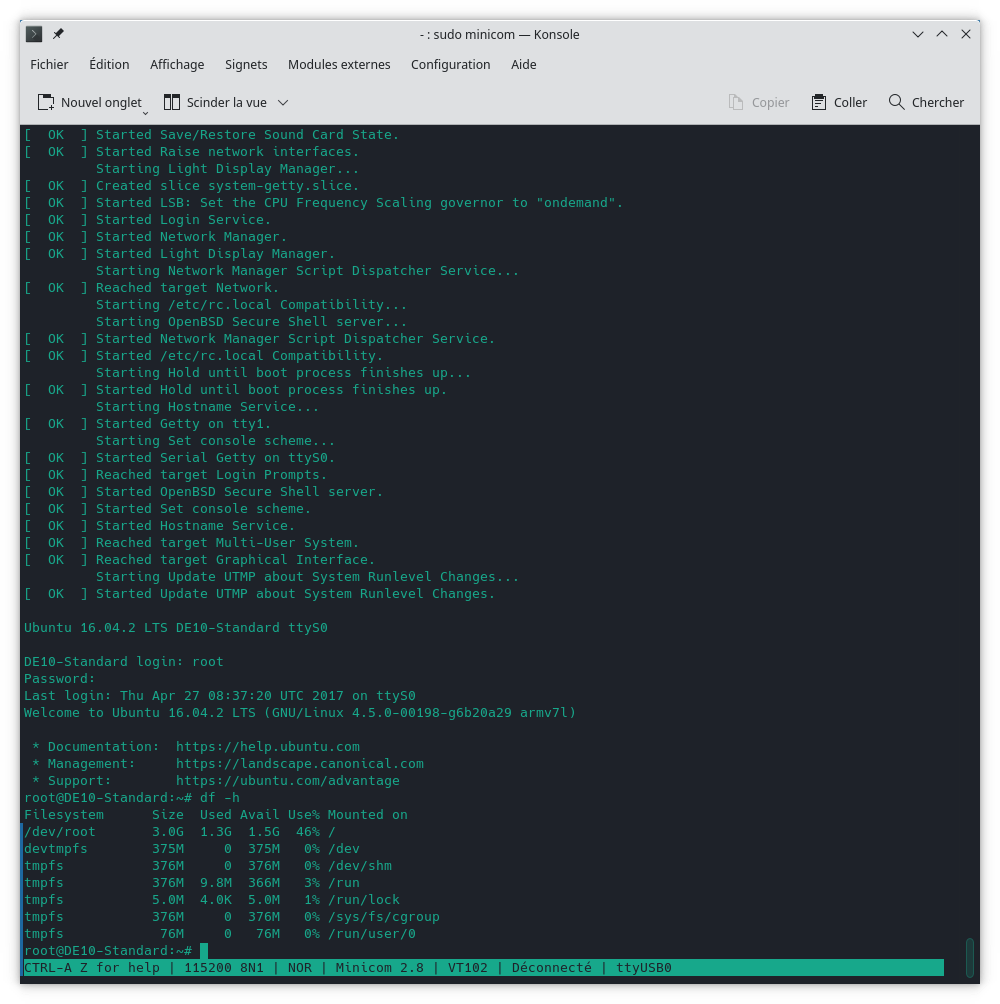 - : sudo minicom — Konsole
Fichier Édition Affichage Signets Modules externes Configuration Aide
Nouvel onglet Scinder la vue Copier Coller Chercher
[  OK  ] Started Save/Restore Sound Card State.
[  OK  ] Started Raise network interfaces.
         Starting Light Display Manager...
[  OK  ] Created slice system-getty.slice.
[  OK  ] Started LSB: Set the CPU Frequency Scaling governor to "ondemand".
[  OK  ] Started Login Service.
[  OK  ] Started Network Manager.
[  OK  ] Started Light Display Manager.
         Starting Network Manager Script Dispatcher Service...
[  OK  ] Reached target Network.
         Starting /etc/rc.local Compatibility...
         Starting OpenBSD Secure Shell server...
[  OK  ] Started Network Manager Script Dispatcher Service.
[  OK  ] Started /etc/rc.local Compatibility.
         Starting Hold until boot process finishes up...
[  OK  ] Started Hold until boot process finishes up.
         Starting Hostname Service...
[  OK  ] Started Getty on tty1.
         Starting Set console scheme...
[  OK  ] Started Serial Getty on ttyS0.
[  OK  ] Reached target Login Prompts.
[  OK  ] Started OpenBSD Secure Shell server.
[  OK  ] Started Set console scheme.
[  OK  ] Started Hostname Service.
[  OK  ] Reached target Multi-User System.
[  OK  ] Reached target Graphical Interface.
         Starting Update UTMP about System Runlevel Changes...
[  OK  ] Started Update UTMP about System Runlevel Changes.
Ubuntu 16.04.2 LTS DE10-Standard ttyS0
DE10-Standard login: root
Password:
Last login: Thu Apr 27 08:37:20 UTC 2017 on ttyS0
Welcome to Ubuntu 16.04.2 LTS (GNU/Linux 4.5.0-00198-g6b20a29 armv7l)
 * Documentation:  https://help.ubuntu.com
 * Management:     https://landscape.canonical.com
 * Support:        https://ubuntu.com/advantage
root@DE10-Standard:~# df -h
Filesystem      Size  Used Avail Use% Mounted on
/dev/root       3.0G  1.3G  1.5G  46% /
devtmpfs        375M     0  375M   0% /dev
tmpfs           376M     0  376M   0% /dev/shm
tmpfs           376M  9.8M  366M   3% /run
tmpfs           5.0M  4.0K  5.0M   1% /run/lock
tmpfs           376M     0  376M   0% /sys/fs/cgroup
tmpfs            76M     0   76M   0% /run/user/0
root@DE10-Standard:~#
CTRL-A Z for help | 115200 8N1 | NOR | Minicom 2.8 | VT102 | Déconnecté | ttyUSB0